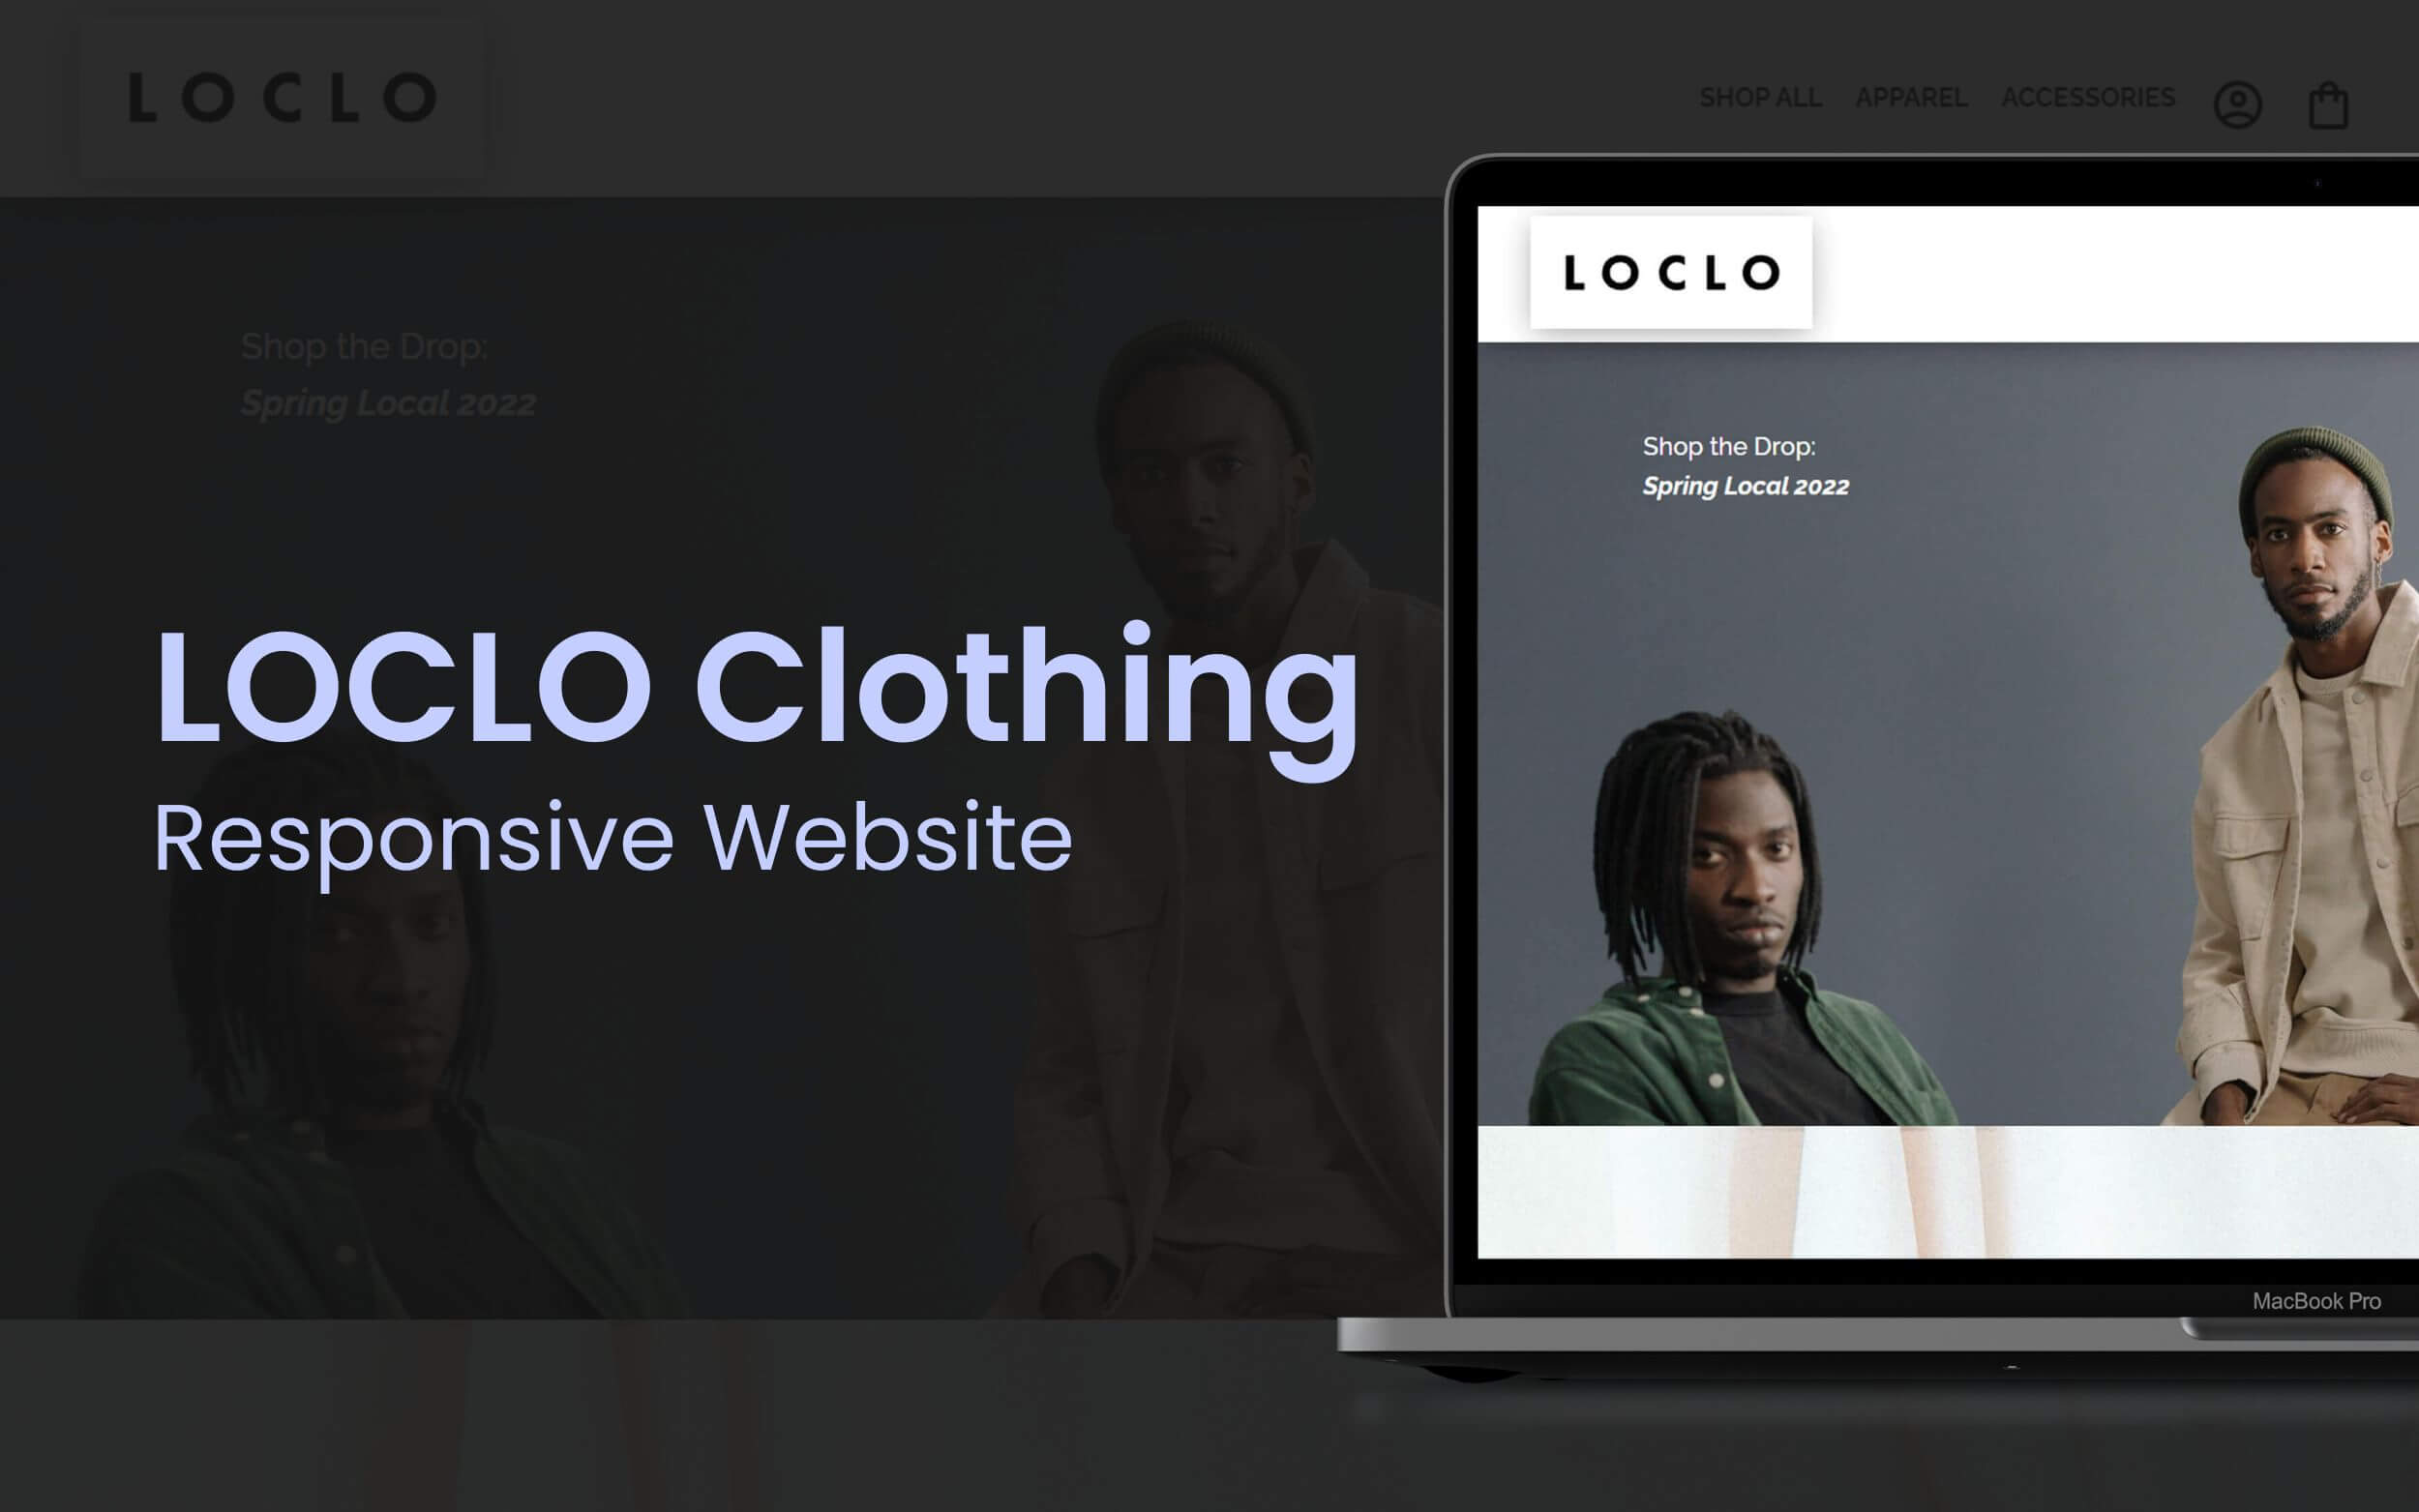 LOCLO
SHOP ALL APPAREL ACCESSORIES
Shop the Drop:
Spring Local 2022
LOCLO Clothing
Responsive Website
LOCLO
Shop the Drop:
Spring Local 2022
MacBook Pro